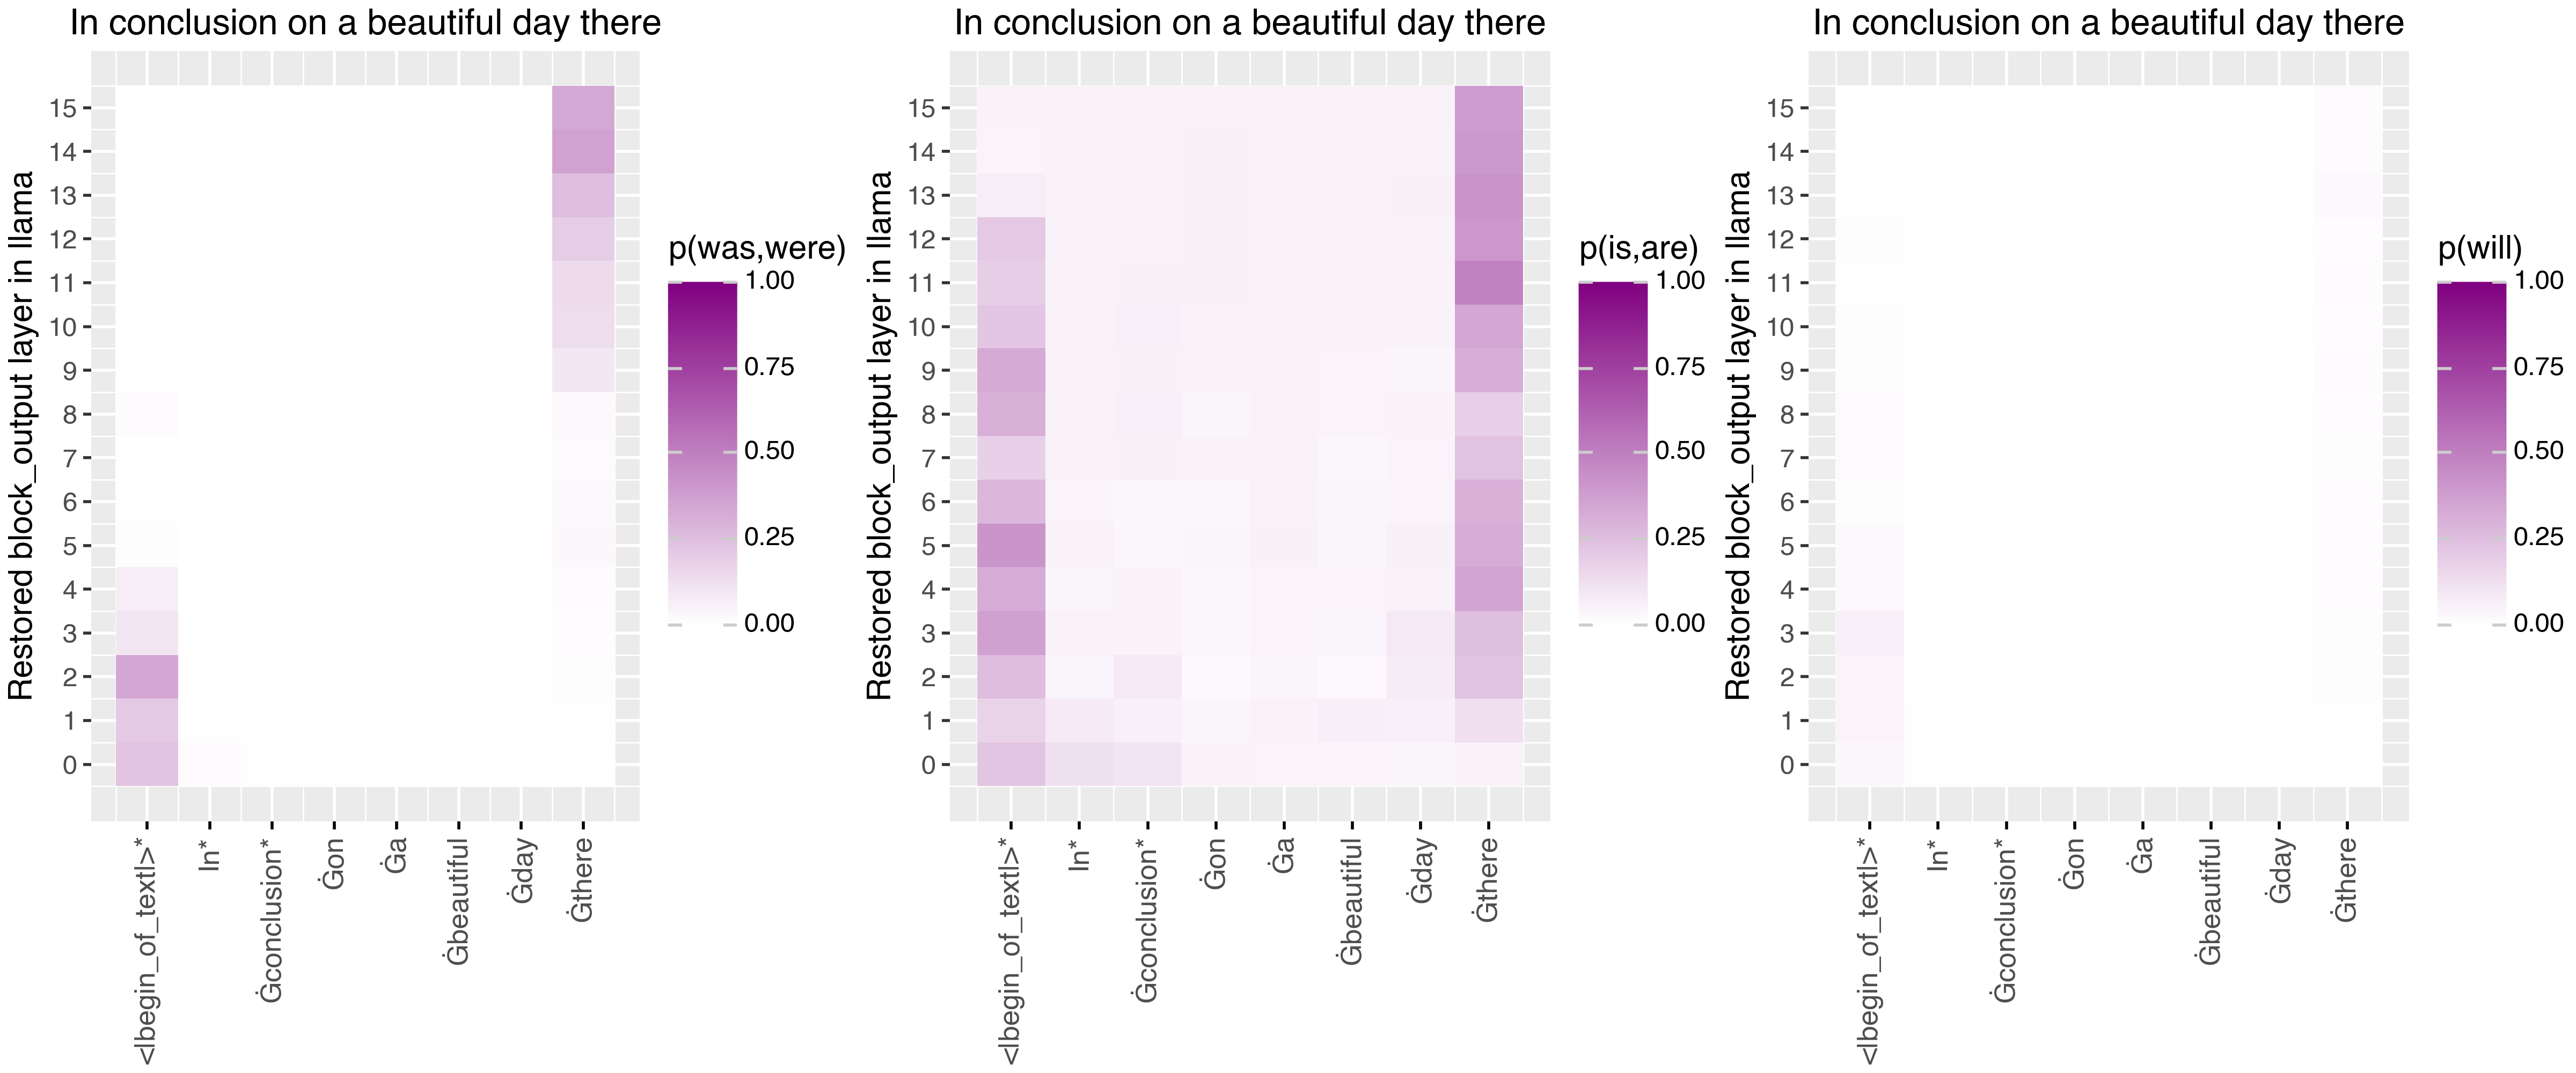 In conclusion on a beautiful day there
Restored block_output layer in llama
15
14
13
12
11
10
9
8
7
6
5
4
3
2
1
0
<|begin_of_text|>*
In*
Ġconclusion*
Ġon
Ġa
Ġbeautiful
Ġday
Ġthere
p(was,were)
1.00
0.75
0.50
0.25
0.00
In conclusion on a beautiful day there
Restored block_output layer in llama
15
14
13
12
11
10
9
8
7
6
5
4
3
2
1
0
<|begin_of_text|>*
In*
Ġconclusion*
Ġon
Ġa
Ġbeautiful
Ġday
Ġthere
p(is,are)
1.00
0.75
0.50
0.25
0.00
In conclusion on a beautiful day there
Restored block_output layer in llama
15
14
13
12
11
10
9
8
7
6
5
4
3
2
1
0
<|begin_of_text|>*
In*
Ġconclusion*
Ġon
Ġa
Ġbeautiful
Ġday
Ġthere
p(will)
1.00
0.75
0.50
0.25
0.00